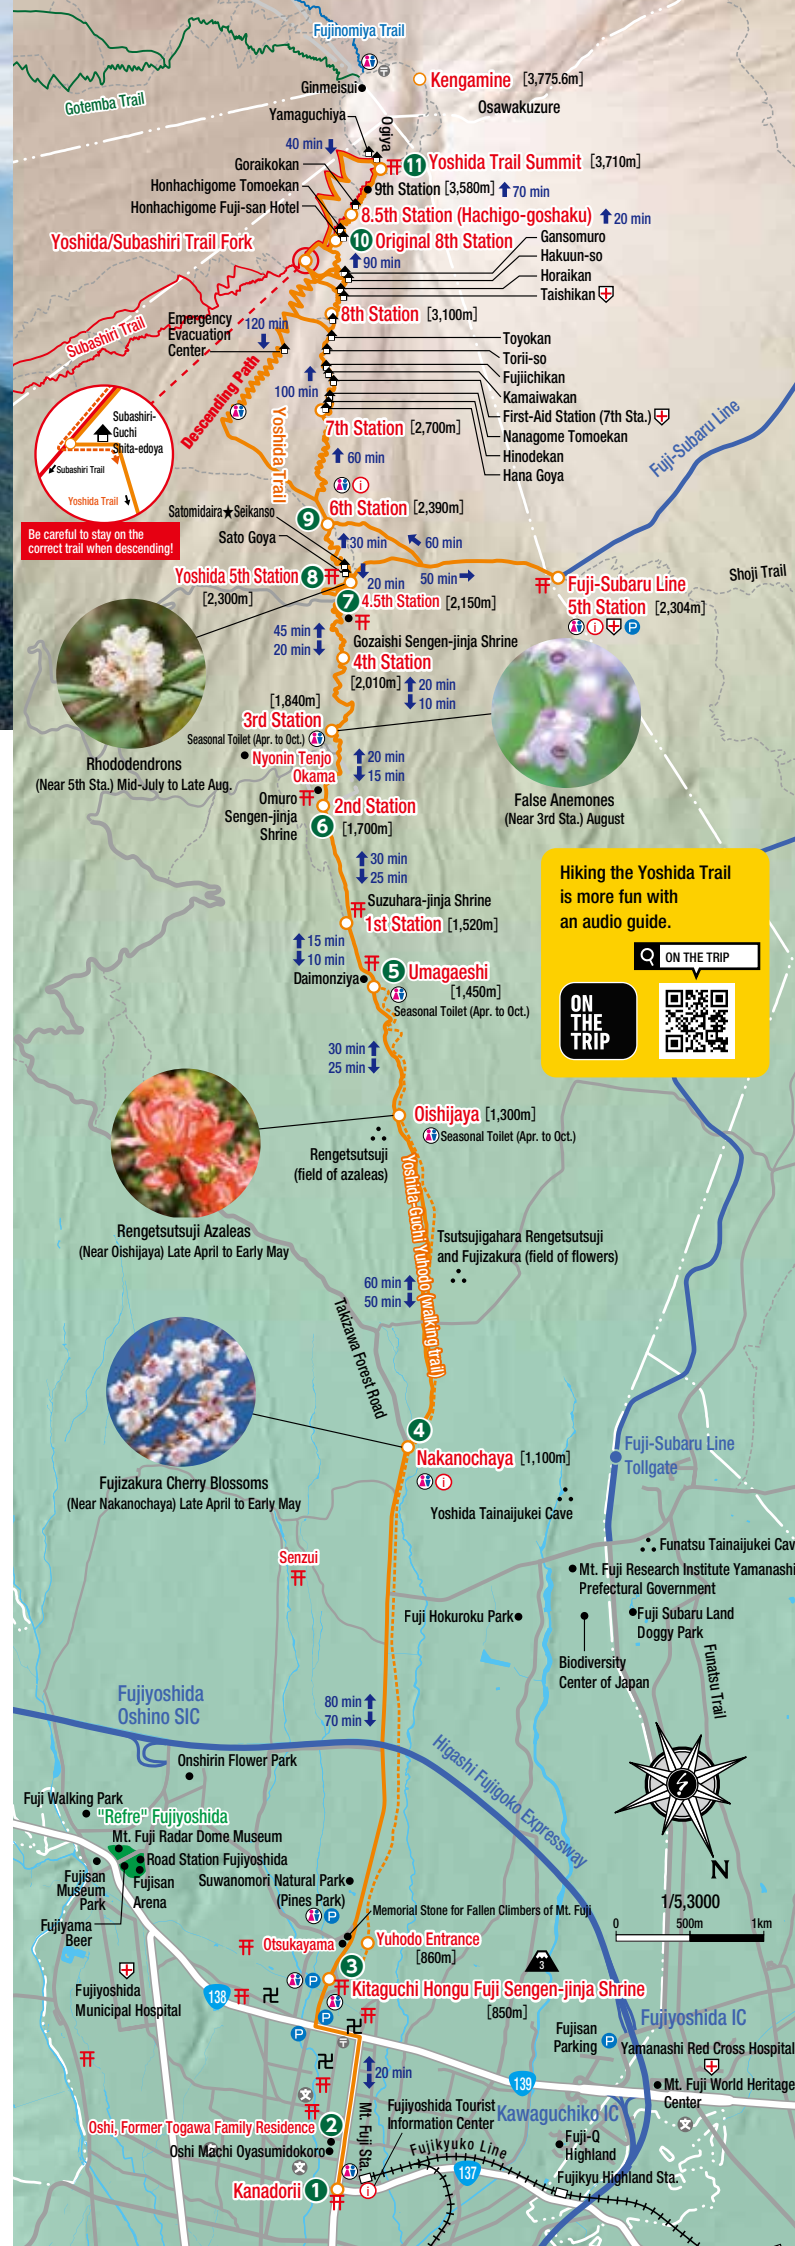 Fujinomiya Trail
Ginmeisui
Kengamine [3,775.6m]
Gotemba Trail
Osawakuzure
Yamaguchiya
Ogiya
40 min
11 Yoshida Trail Summit [3,710m]
Goraikokan
9th Station [3,580m] 70 min
Honhachigome Tomoekan
Honhachigome Fuji-san Hotel
8.5th Station (Hachigo-goshaku) 20 min
Yoshida/Subashiri Trail Fork
10 Original 8th Station
Gansomuro
Hakuun-so
90 min
Horaikan
Taishikan
8th Station [3,100m]
Emergency
Evacuation
Center
120 min
Subashiri Trail
Toyokan
Torii-so
Fujiichikan
Kamaiwakan
First-Aid Station (7th Sta.)
Nanagome Tomoekan
Hinodekan
Hana Goya
100 min
Descending Path
Yoshida Trail
7th Station [2,700m]
60 min
Subashiri-
Guchi
Shita-edoya
Subashiri Trail
Yoshida Trail
Be careful to stay on the
correct trail when descending!
Fuji-Subaru Line
6th Station [2,390m]
9
Satomidaira★Seikanso
Sato Goya
30 min
60 min
Yoshida 5th Station 8
[2,300m]
20 min
50 min
Fuji-Subaru Line
5th Station [2,304m]
i P
Shoji Trail
7 4.5th Station [2,150m]
45 min
20 min
Gozaishi Sengen-jinja Shrine
4th Station
[2,010m]
20 min
10 min
[1,840m]
3rd Station
Seasonal Toilet (Apr. to Oct.)
Nyonin Tenjo
Okama
20 min
15 min
Rhododendrons
(Near 5th Sta.) Mid-July to Late Aug.
False Anemones
(Near 3rd Sta.) August
Omuro
Sengen-jinja
Shrine
2nd Station
6 [1,700m]
30 min
25 min
Hiking the Yoshida Trail
is more fun with
an audio guide.
ON THE TRIP
ON
THE
TRIP
Suzuhara-jinja Shrine
1st Station [1,520m]
15 min
10 min
Daimonziya
5 Umagaeshi
[1,450m]
Seasonal Toilet (Apr. to Oct.)
30 min
25 min
Oishijaya [1,300m]
Seasonal Toilet (Apr. to Oct.)
Rengetsutsuji
(field of azaleas)
Rengetsutsuji Azaleas
(Near Oishijaya) Late April to Early May
Yoshida-Guchi Yuhodo (walking trail)
Tsutsujigahara Rengetsutsuji
and Fujizakura (field of flowers)
60 min
50 min
Takizawa Forest Road
4
Nakanochaya [1,100m]
i
Fujizakura Cherry Blossoms
(Near Nakanochaya) Late April to Early May
Fuji-Subaru Line
Tollgate
Yoshida Tainaijukei Cave
Funatsu Tainaijukei Cav
Senzui
Mt. Fuji Research Institute Yamanashi
Prefectural Government
Fuji Hokuroku Park
Fuji Subaru Land
Doggy Park
Biodiversity
Center of Japan
Funatsu Trail
Fujiyoshida
Oshino SIC
80 min
70 min
Onshirin Flower Park
Higashi Fujigoko Expressway
Fuji Walking Park
"Refre" Fujiyoshida
Mt. Fuji Radar Dome Museum
Road Station Fujiyoshida
Fujisan
Museum
Park
Fujisan
Arena
Fujiyama
Beer
Suwanomori Natural Park
(Pines Park)
P
N
1/5,3000
0 500m 1km
Memorial Stone for Fallen Climbers of Mt. Fuji
Otsukayama
Yuhodo Entrance
[860m]
3
3
Kitaguchi Hongu Fuji Sengen-jinja Shrine
[850m]
P
P
P
138
Fujiyoshida
Municipal Hospital
Fujiyoshida IC
Fujisan
Parking P
Yamanashi Red Cross Hospital
20 min
139
Mt. Fuji World Heritage
Center
Mt. Fuji Sta.
Fujiyoshida Tourist
Information Center
Kawaguchiko IC
Oshi, Former Togawa Family Residence 2
Oshi Machi Oyasumidokoro
Fujikyuko Line
Fuji-Q
Highland
137
Fujikyu Highland Sta.
Kanadorii 1
i